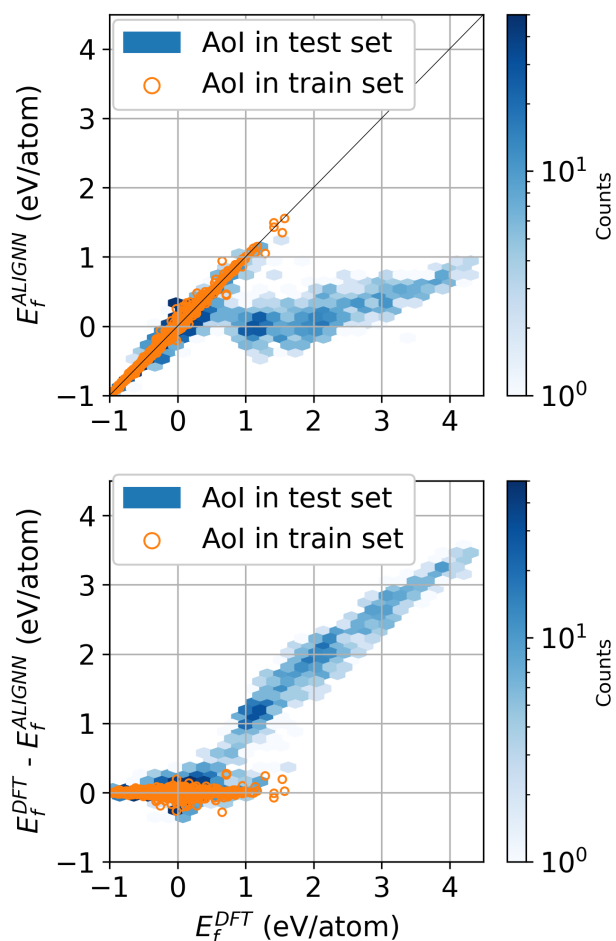 AoI in test set
AoI in train set
4
3
2
1
0
−1
−1 0 1 2 3 4
E_f^{ALIGNN} (eV/atom)
10^1
10^0
Counts
AoI in test set
AoI in train set
4
3
2
1
0
−1
−1 0 1 2 3 4
E_f^{DFT} - E_f^{ALIGNN} (eV/atom)
E_f^{DFT} (eV/atom)
10^1
10^0
Counts